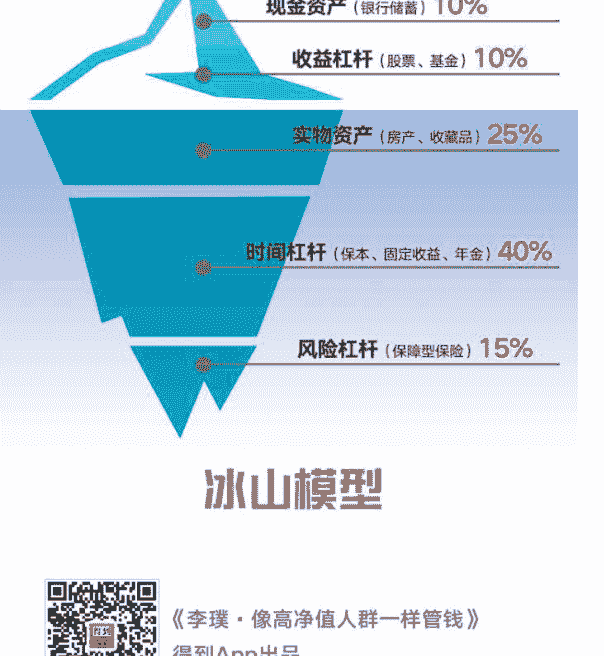 现金资产（银行储蓄）10%
收益杠杆（股票、基金）10%
实物资产（房产、收藏品）25%
时间杠杆（保本、固定收益、年金）40%
风险杠杆（保障型保险）15%
冰山模型
《李璞·像高净值人群一样管钱》
得到App出品